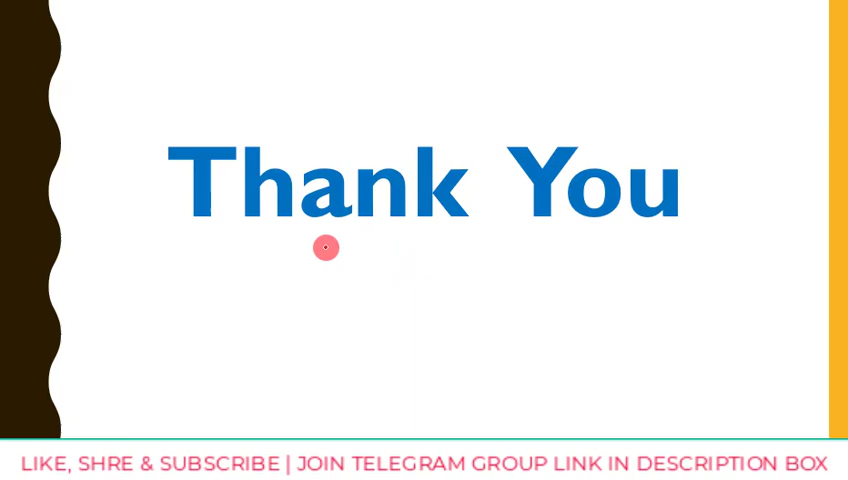 Thank You
LIKE, SHRE & SUBSCRIBE | JOIN TELEGRAM GROUP LINK IN DESCRIPTION BOX